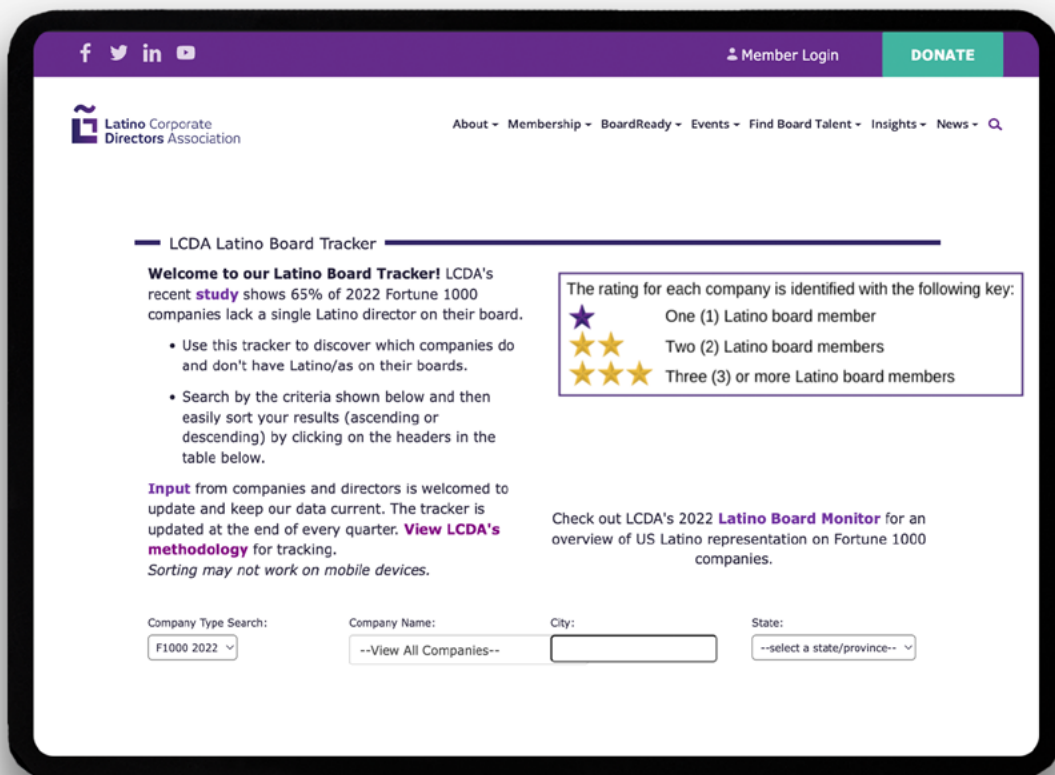 Member Login
DONATE
Latino Corporate
Directors Association
About
Membership
BoardReady
Events
Find Board Talent
Insights
News
LCDA Latino Board Tracker
Welcome to our Latino Board Tracker! LCDA's
recent study shows 65% of 2022 Fortune 1000
companies lack a single Latino director on their board.
• Use this tracker to discover which companies do
and don't have Latino/as on their boards.
• Search by the criteria shown below and then
easily sort your results (ascending or
descending) by clicking on the headers in the
table below.
Input from companies and directors is welcomed to
update and keep our data current. The tracker is
updated at the end of every quarter. View LCDA's
methodology for tracking.
Sorting may not work on mobile devices.
The rating for each company is identified with the following key:
One (1) Latino board member
Two (2) Latino board members
Three (3) or more Latino board members
Check out LCDA's 2022 Latino Board Monitor for an
overview of US Latino representation on Fortune 1000
companies.
Company Type Search:
F1000 2022
Company Name:
--View All Companies--
City:
State:
--select a state/province--